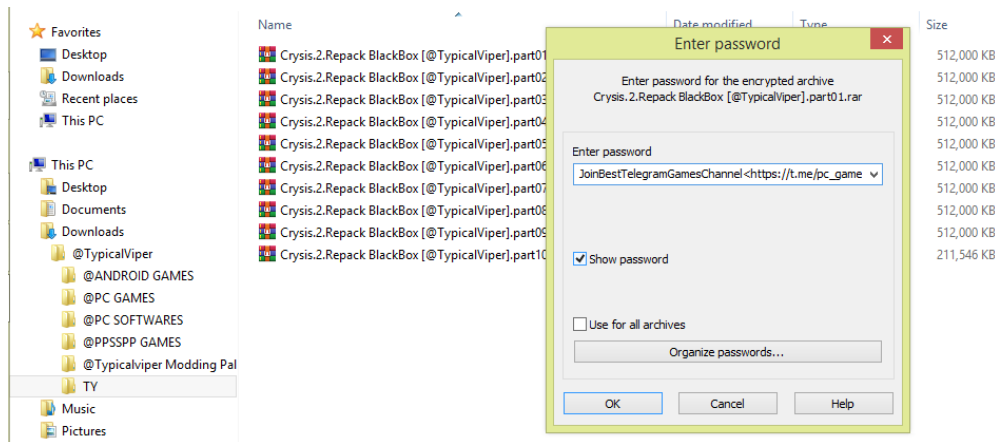 Name
Date modified
Type
Size
Favorites
Desktop
Downloads
Recent places
This PC
This PC
Desktop
Documents
Downloads
@TypicalViper
@ANDROID GAMES
@PC GAMES
@PC SOFTWARES
@PPSSPP GAMES
@Typicalviper Modding Pal
TY
Music
Pictures
Crysis.2.Repack BlackBox [@TypicalViper].part01
Crysis.2.Repack BlackBox [@TypicalViper].part02
Crysis.2.Repack BlackBox [@TypicalViper].part03
Crysis.2.Repack BlackBox [@TypicalViper].part04
Crysis.2.Repack BlackBox [@TypicalViper].part05
Crysis.2.Repack BlackBox [@TypicalViper].part06
Crysis.2.Repack BlackBox [@TypicalViper].part07
Crysis.2.Repack BlackBox [@TypicalViper].part08
Crysis.2.Repack BlackBox [@TypicalViper].part09
Crysis.2.Repack BlackBox [@TypicalViper].part10
Enter password
Enter password for the encrypted archive
Crysis.2.Repack BlackBox [@TypicalViper].part01.rar
Enter password
JoinBestTelegramGamesChannel<https://t.me/pc_game
Show password
Use for all archives
Organize passwords...
OK
Cancel
Help
512,000 KB
512,000 KB
512,000 KB
512,000 KB
512,000 KB
512,000 KB
512,000 KB
512,000 KB
512,000 KB
211,546 KB